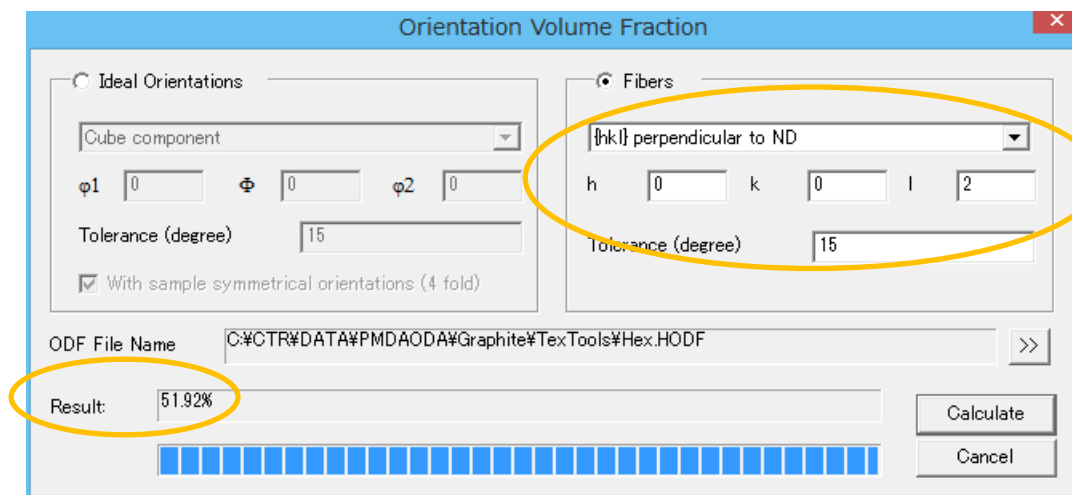 Orientation Volume Fraction
Ideal Orientations
Cube component
φ1 0 Φ 0 φ2 0
Tolerance (degree) 15
With sample symmetrical orientations (4 fold)
Fibers
{hkl} perpendicular to ND
h 0 k 0 l 2
Tolerance (degree) 15
ODF File Name C:¥CTR¥DATA¥PMDAODA¥Graphite¥TexTools¥Hex.HODF >>
Result: 51.92%
Calculate
Cancel